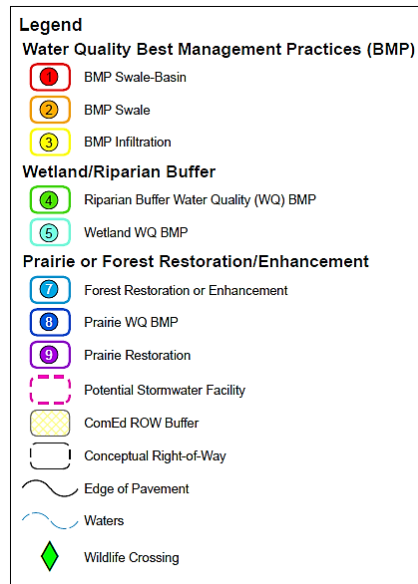 Legend
Water Quality Best Management Practices (BMP)
1 BMP Swale-Basin
2 BMP Swale
3 BMP Infiltration
Wetland/Riparian Buffer
4 Riparian Buffer Water Quality (WQ) BMP
5 Wetland WQ BMP
Prairie or Forest Restoration/Enhancement
7 Forest Restoration or Enhancement
8 Prairie WQ BMP
9 Prairie Restoration
Potential Stormwater Facility
ComEd ROW Buffer
Conceptual Right-of-Way
Edge of Pavement
Waters
Wildlife Crossing